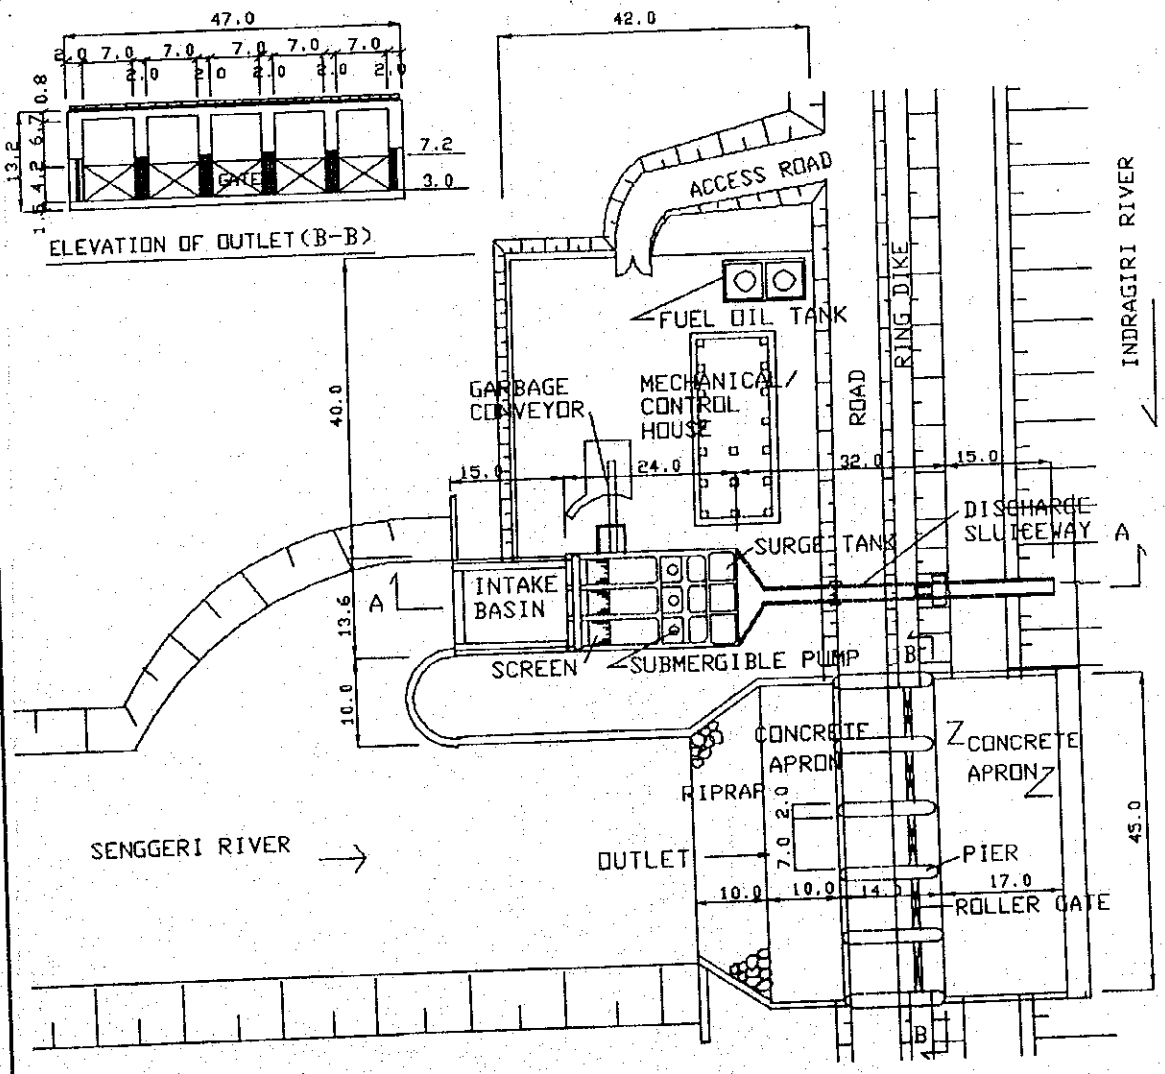 47.0
42.0
2.0 7.0 7.0 7.0 7.0 7.0
2.0 2.0 2.0 2.0 2.0
0.8
6.7
13.2
4.2
1.5
7.2
3.0
GATE
ELEVATION OF OUTLET(B-B)
ACCESS ROAD
INDRAGIRI RIVER
RING DIKE
ROAD
FUEL OIL TANK
40.0
GARBAGE
CONVEYOR
MECHANICAL/
CONTROL
HOUSE
15.0
24.0
32.0
15.0
DISCHARGE
SLUICEWAY
A
SURGE TANK
A
INTAKE
BASIN
13.6
SCREEN
SUBMERGIBLE PUMP
B
10.0
CONCRETE
APRON
CONCRETE
APRON
RIPRAP
2.0
7.0
45.0
SENGGERI RIVER
OUTLET
PIER
10.0
10.0
14.0
17.0
ROLLER GATE
B